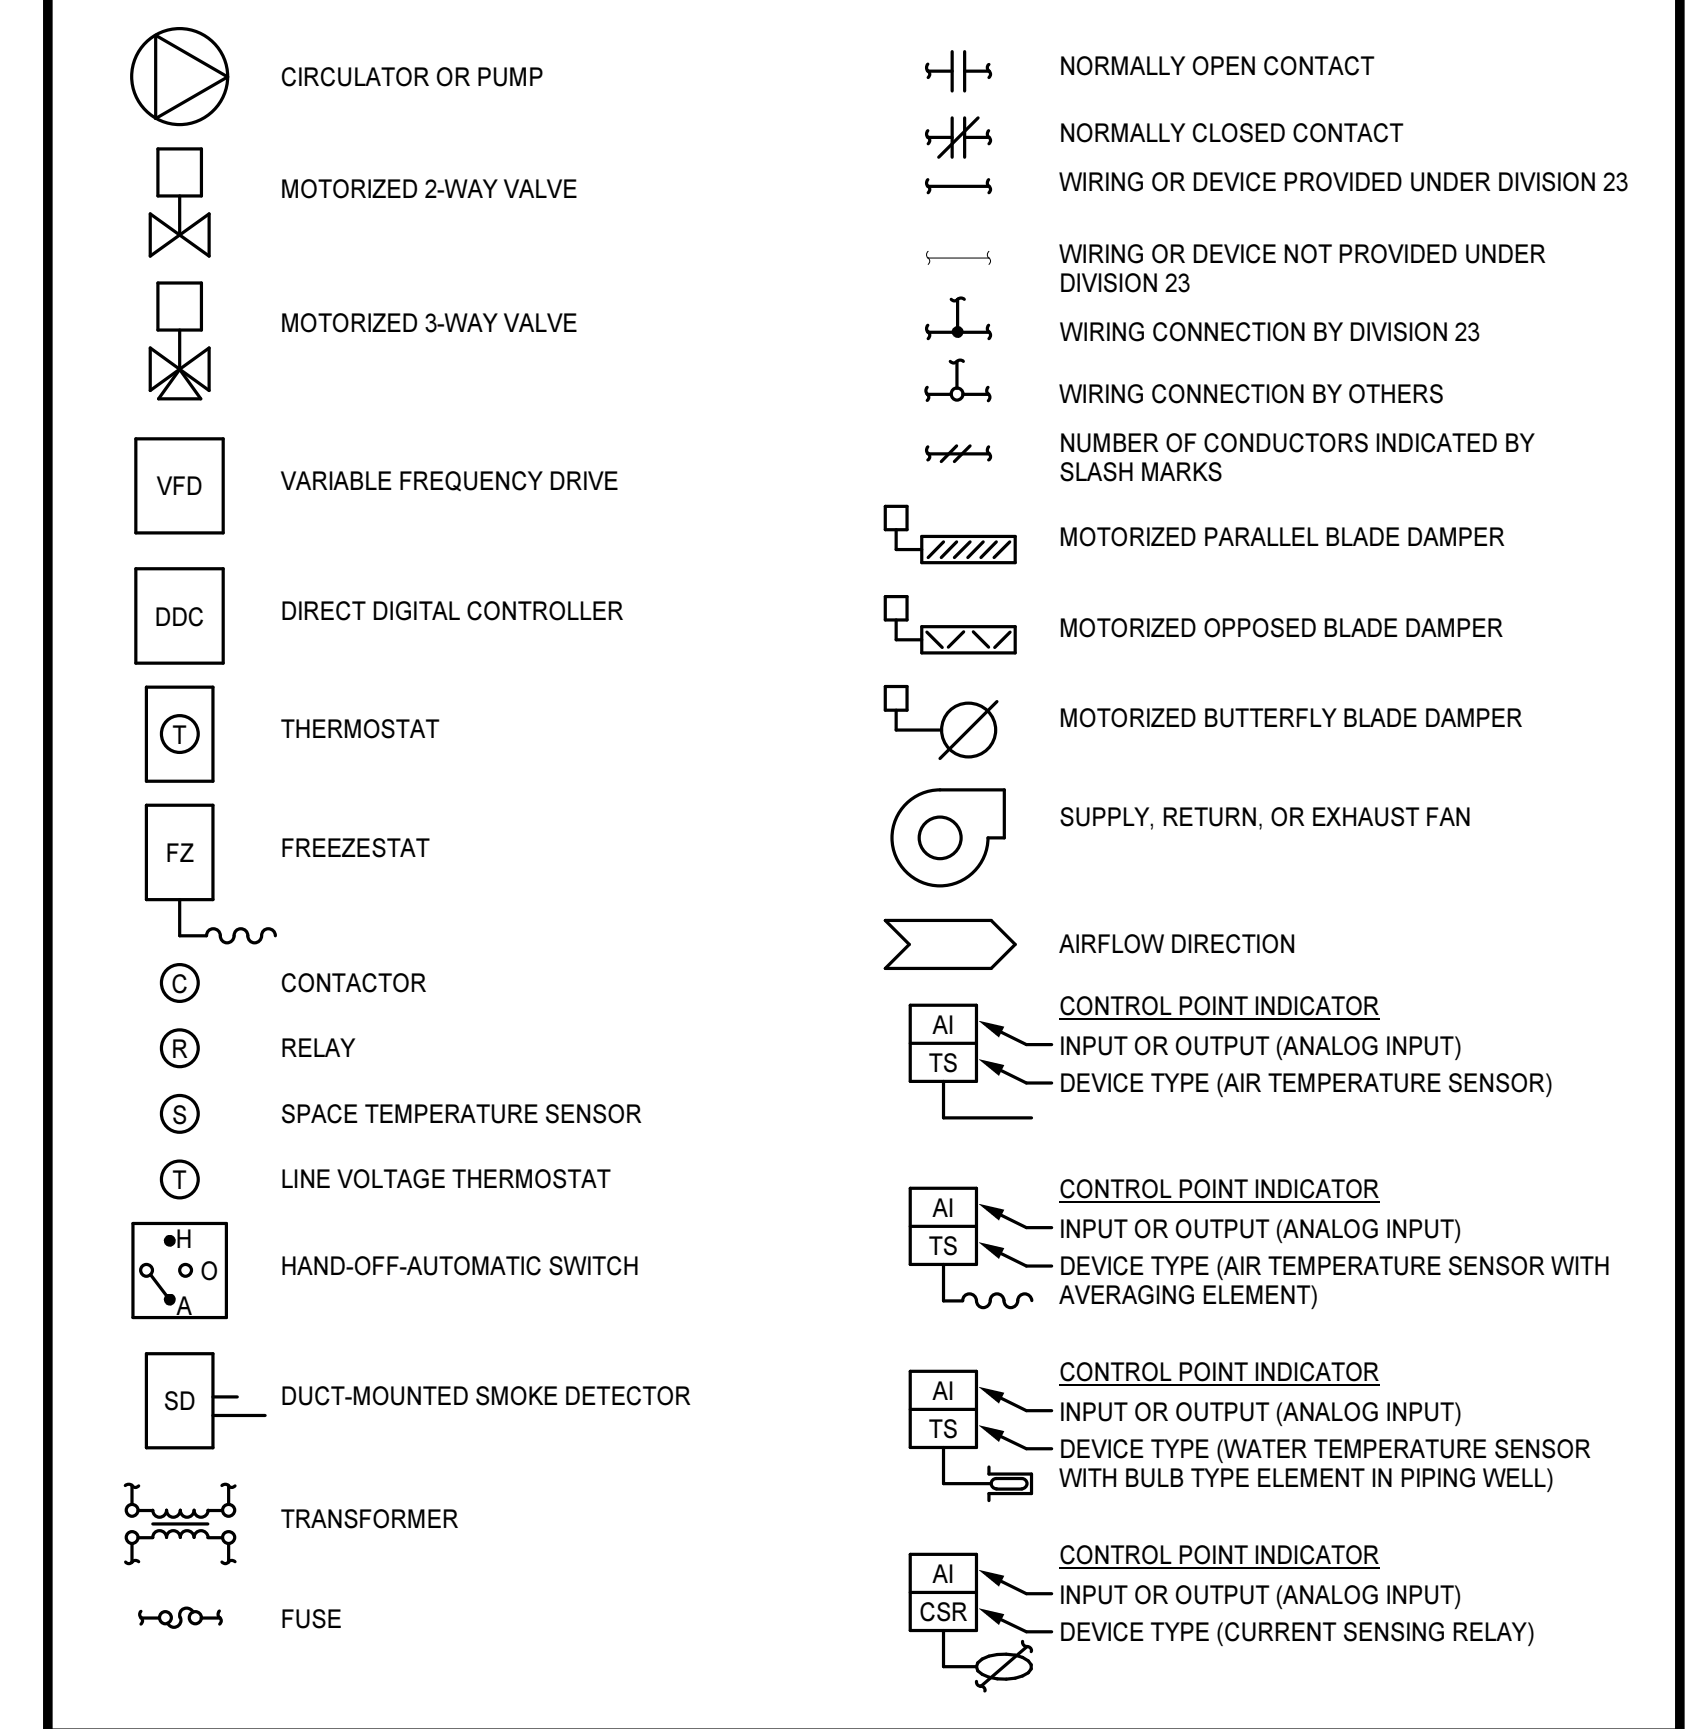 CIRCULATOR OR PUMP
MOTORIZED 2-WAY VALVE
MOTORIZED 3-WAY VALVE
VFD
VARIABLE FREQUENCY DRIVE
DDC
DIRECT DIGITAL CONTROLLER
T
THERMOSTAT
FZ
FREEZESTAT
C
CONTACTOR
R
RELAY
S
SPACE TEMPERATURE SENSOR
T
LINE VOLTAGE THERMOSTAT
H
O
A
HAND-OFF-AUTOMATIC SWITCH
SD
DUCT-MOUNTED SMOKE DETECTOR
TRANSFORMER
FUSE
NORMALLY OPEN CONTACT
NORMALLY CLOSED CONTACT
WIRING OR DEVICE PROVIDED UNDER DIVISION 23
WIRING OR DEVICE NOT PROVIDED UNDER
DIVISION 23
WIRING CONNECTION BY DIVISION 23
WIRING CONNECTION BY OTHERS
NUMBER OF CONDUCTORS INDICATED BY
SLASH MARKS
MOTORIZED PARALLEL BLADE DAMPER
MOTORIZED OPPOSED BLADE DAMPER
MOTORIZED BUTTERFLY BLADE DAMPER
SUPPLY, RETURN, OR EXHAUST FAN
AIRFLOW DIRECTION
CONTROL POINT INDICATOR
AI
INPUT OR OUTPUT (ANALOG INPUT)
TS
DEVICE TYPE (AIR TEMPERATURE SENSOR)
CONTROL POINT INDICATOR
AI
INPUT OR OUTPUT (ANALOG INPUT)
TS
DEVICE TYPE (AIR TEMPERATURE SENSOR WITH
AVERAGING ELEMENT)
CONTROL POINT INDICATOR
AI
INPUT OR OUTPUT (ANALOG INPUT)
TS
DEVICE TYPE (WATER TEMPERATURE SENSOR
WITH BULB TYPE ELEMENT IN PIPING WELL)
CONTROL POINT INDICATOR
AI
INPUT OR OUTPUT (ANALOG INPUT)
CSR
DEVICE TYPE (CURRENT SENSING RELAY)